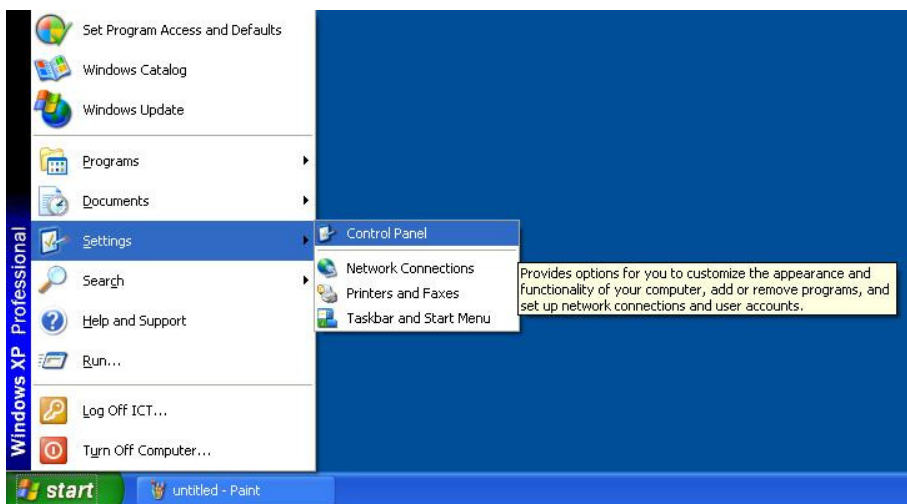 Set Program Access and Defaults
Windows Catalog
Windows Update
Programs
Documents
Settings
Search
Help and Support
Run...
Log Off ICT...
Turn Off Computer...
Windows XP Professional
Control Panel
Network Connections
Printers and Faxes
Taskbar and Start Menu
Provides options for you to customize the appearance and
functionality of your computer, add or remove programs, and
set up network connections and user accounts.
start
untitled - Paint